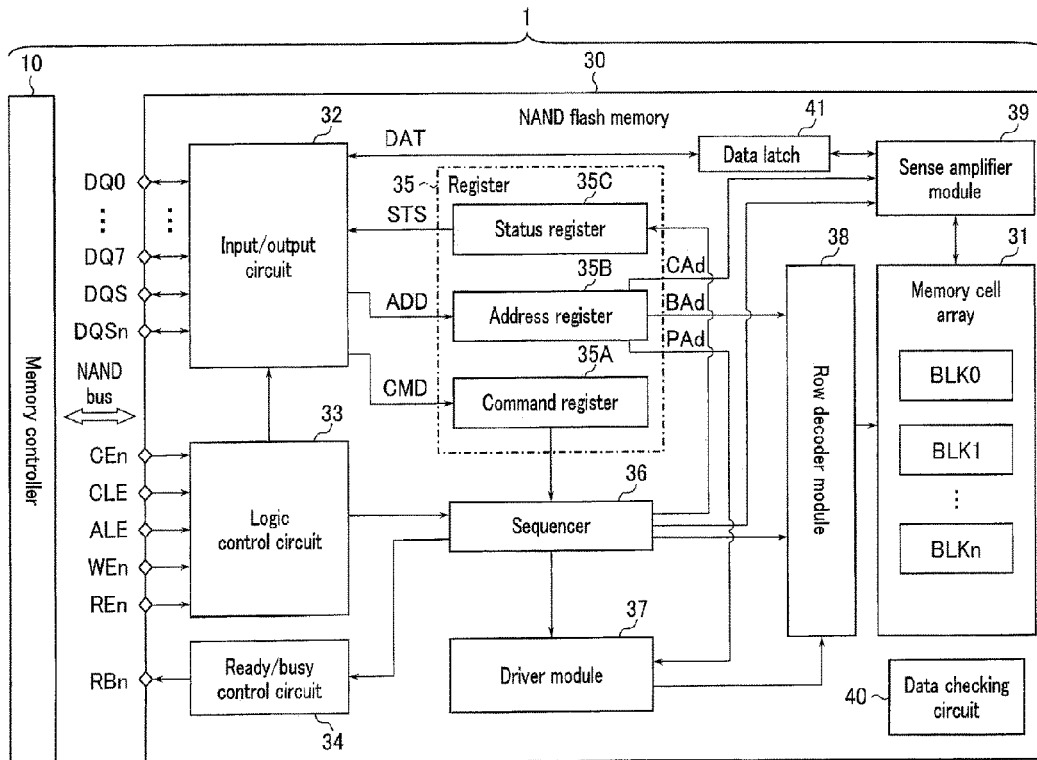 1
10
30
NAND flash memory
32
DAT
41
Data latch
39
Sense amplifier
module
35
Register
35C
STS
Status register
DQ0
DQ7
DQS
DQSn
Input/output
circuit
35B
ADD
Address register
CAd
BAd
PAd
38
31
Memory cell
array
35A
CMD
Command register
BLK0
BLK1
BLKn
Row decoder module
Memory controller
NAND
bus
CEn
CLE
ALE
WEn
REn
33
Logic
control circuit
36
Sequencer
37
Driver module
RBn
Ready/busy
control circuit
34
40
Data checking
circuit